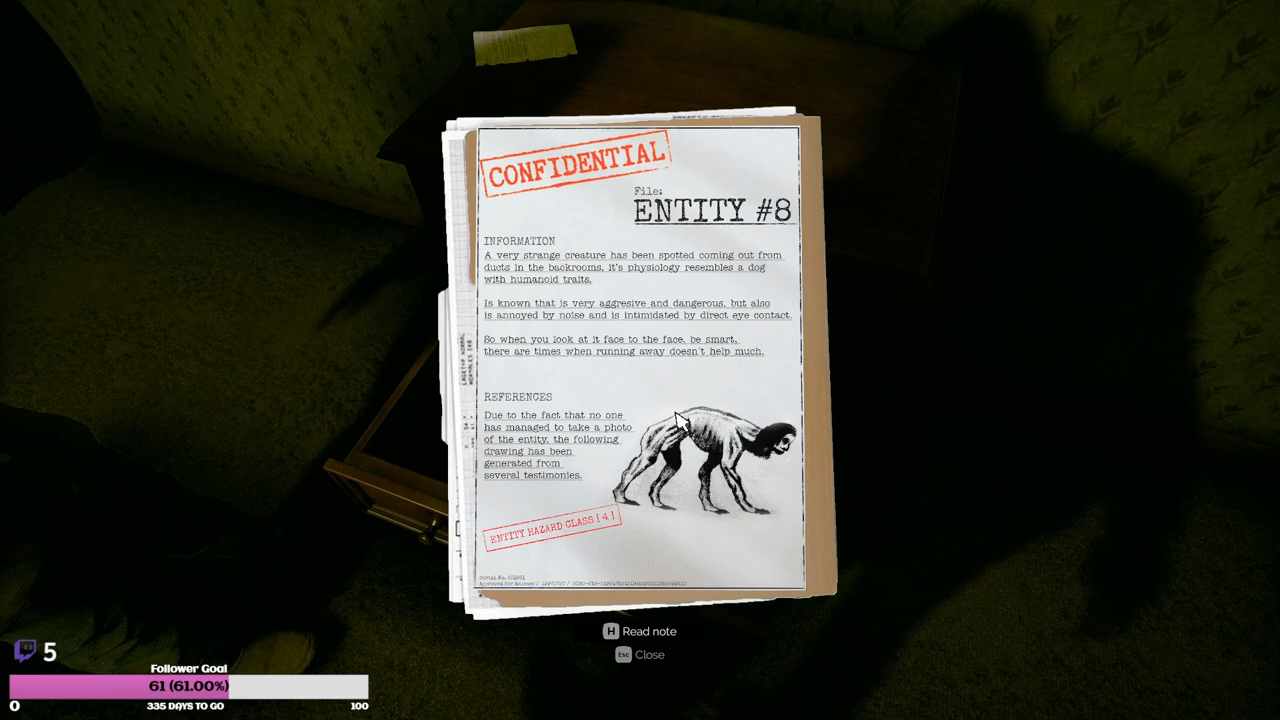 CONFIDENTIAL
File:
ENTITY #8
INFORMATION
A very strange creature has been spotted coming out from
ducts in the backrooms, it's physiology resembles a dog
with humanoid traits.
Is known that is very aggresive and dangerous, but also
is annoyed by noise and is intimidated by direct eye contact.
So when you look at it face to the face, be smart,
there are times when running away doesn't help much.
REFERENCES
Due to the fact that no one
has managed to take a photo
of the entity, the following
drawing has been
generated from
several testimonies.
ENTITY HAZARD CLASS [ 4 ]
H Read note
Esc Close
5
Follower Goal
61 (61.00%)
0
335 DAYS TO GO
100